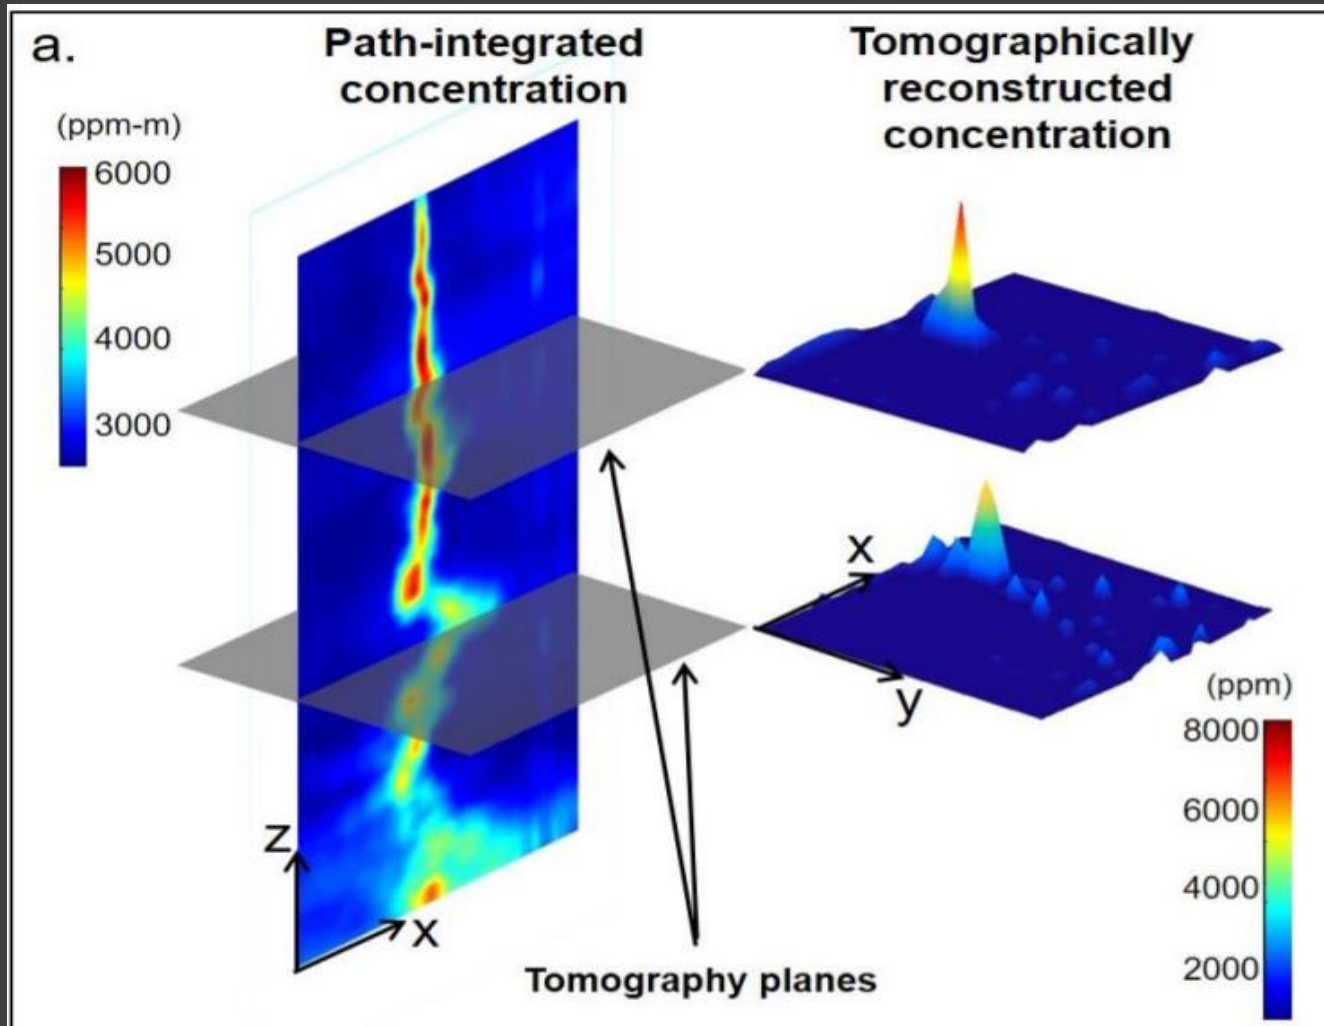 a.
Path-integrated
concentration
(ppm-m)
6000
5000
4000
3000
Tomographically
reconstructed
concentration
x
y
(ppm)
8000
6000
4000
2000
z
x
Tomography planes